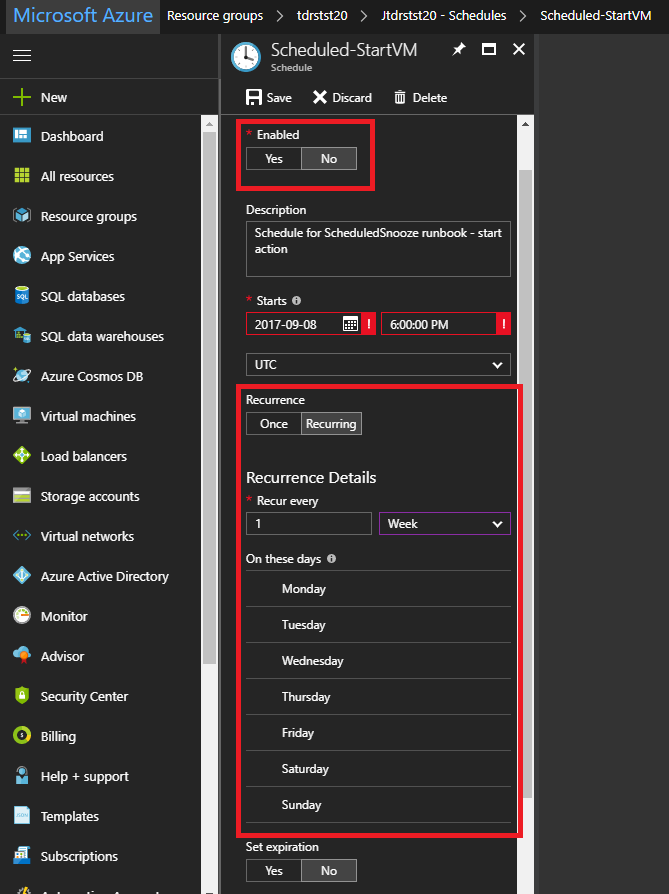 Microsoft Azure Resource groups > tdrstst20 > Jtdrstst20 - Schedules > Scheduled-StartVM
Scheduled-StartVM
Schedule
Save Discard Delete
New
Dashboard
All resources
Resource groups
App Services
SQL databases
SQL data warehouses
Azure Cosmos DB
Virtual machines
Load balancers
Storage accounts
Virtual networks
Azure Active Directory
Monitor
Advisor
Security Center
Billing
Help + support
Templates
Subscriptions
* Enabled
Yes No
Description
Schedule for ScheduledSnooze runbook - start
action
* Starts
2017-09-08 ! 6:00:00 PM !
UTC
Recurrence
Once Recurring
Recurrence Details
* Recur every
1 Week
On these days
Monday
Tuesday
Wednesday
Thursday
Friday
Saturday
Sunday
Set expiration
Yes No